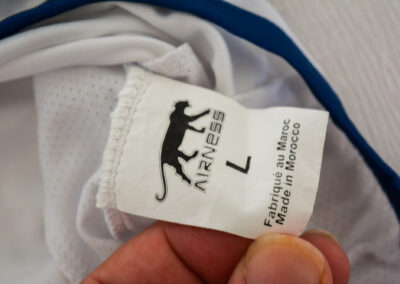 AIRNESS
L
Fabriqué au Maroc
Made in Morocco